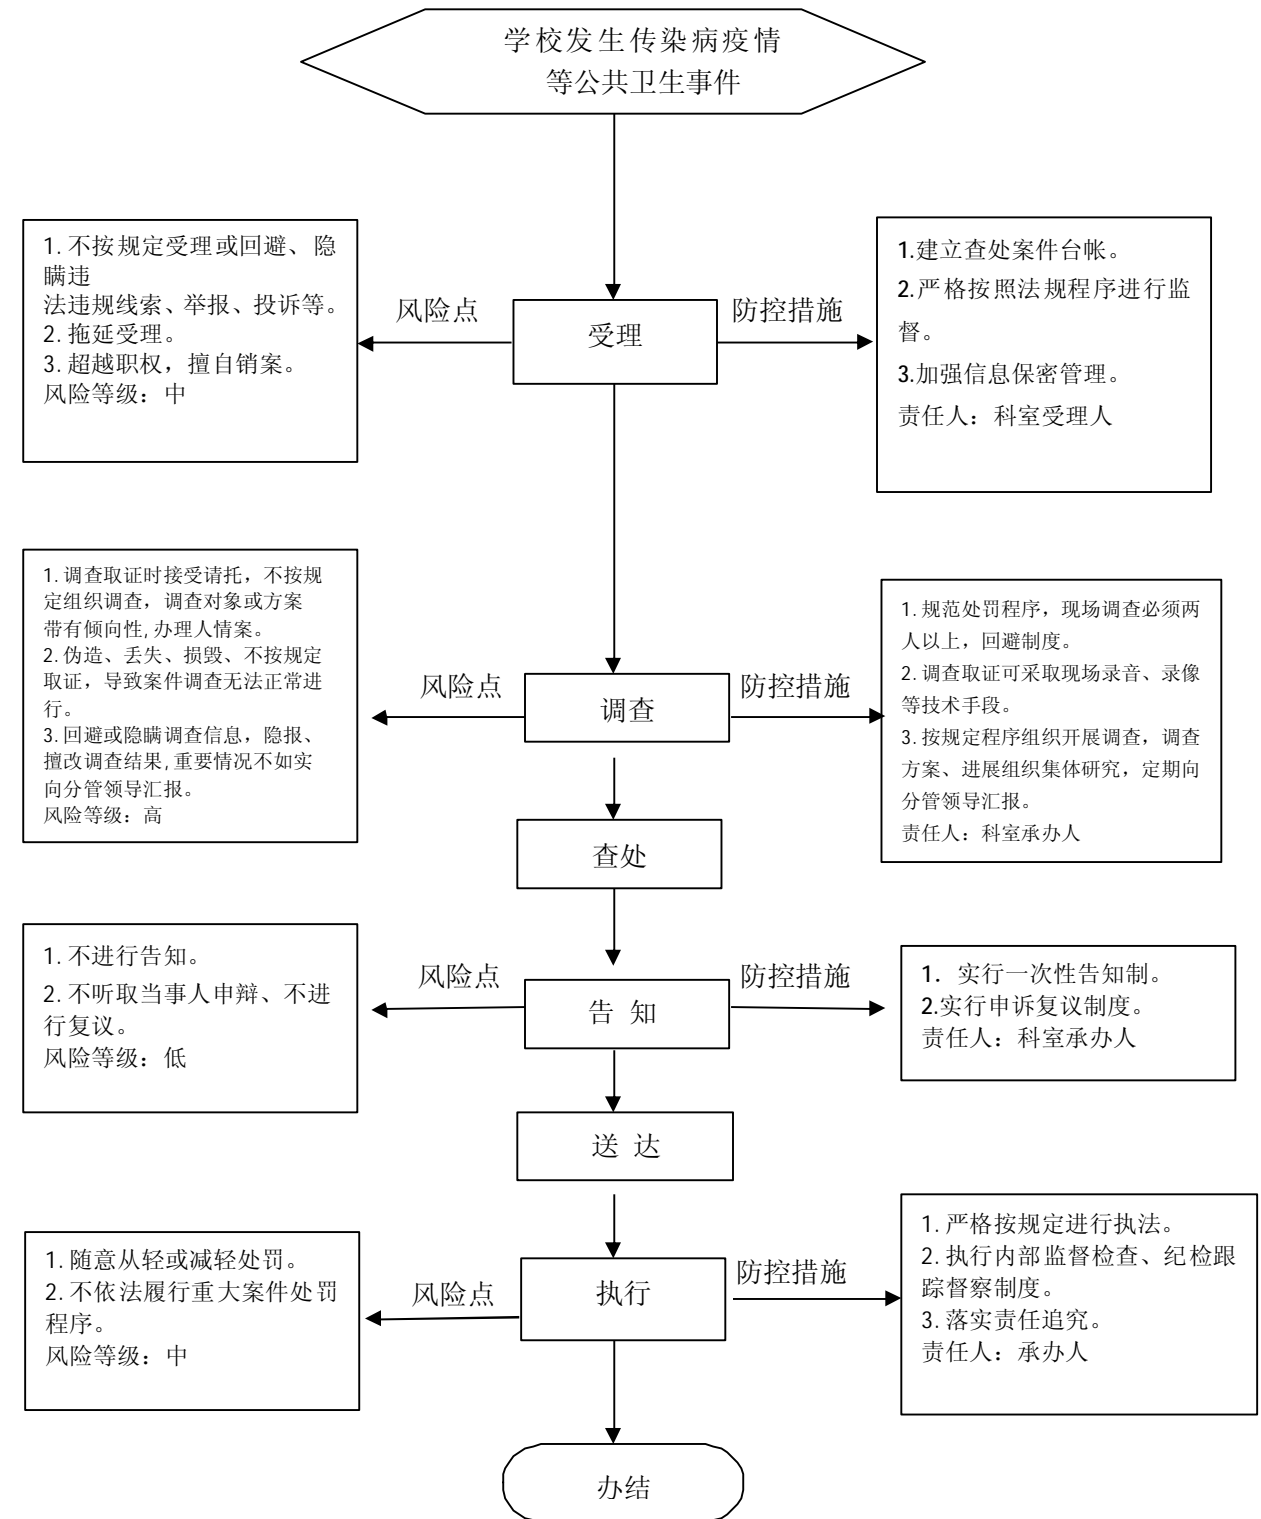 学校发生传染病疫情
等公共卫生事件
1.不按规定受理或回避、隐
瞒违
法违规线索、举报、投诉等。
2.拖延受理。
3.超越职权，擅自销案。
风险等级：中
风险点
受理
防控措施
1.建立查处案件台帐。
2.严格按照法规程序进行监
督。
3.加强信息保密管理。
责任人：科室受理人
1.调查取证时接受请托，不按规
定组织调查，调查对象或方案
带有倾向性,办理人情案。
2.伪造、丢失、损毁、不按规定
取证，导致案件调查无法正常进
行。
3.回避或隐瞒调查信息，隐报、
擅改调查结果,重要情况不如实
向分管领导汇报。
风险等级：高
风险点
调查
防控措施
1.规范处罚程序，现场调查必须两
人以上，回避制度。
2.调查取证可采取现场录音、录像
等技术手段。
3.按规定程序组织开展调查，调查
方案、进展组织集体研究，定期向
分管领导汇报。
责任人：科室承办人
查处
1.不进行告知。
2.不听取当事人申辩、不进
行复议。
风险等级：低
风险点
告 知
防控措施
1. 实行一次性告知制。
2.实行申诉复议制度。
责任人：科室承办人
送 达
1.随意从轻或减轻处罚。
2.不依法履行重大案件处罚
程序。
风险等级：中
风险点
执行
防控措施
1.严格按规定进行执法。
2.执行内部监督检查、纪检跟
踪督察制度。
3.落实责任追究。
责任人：承办人
办结